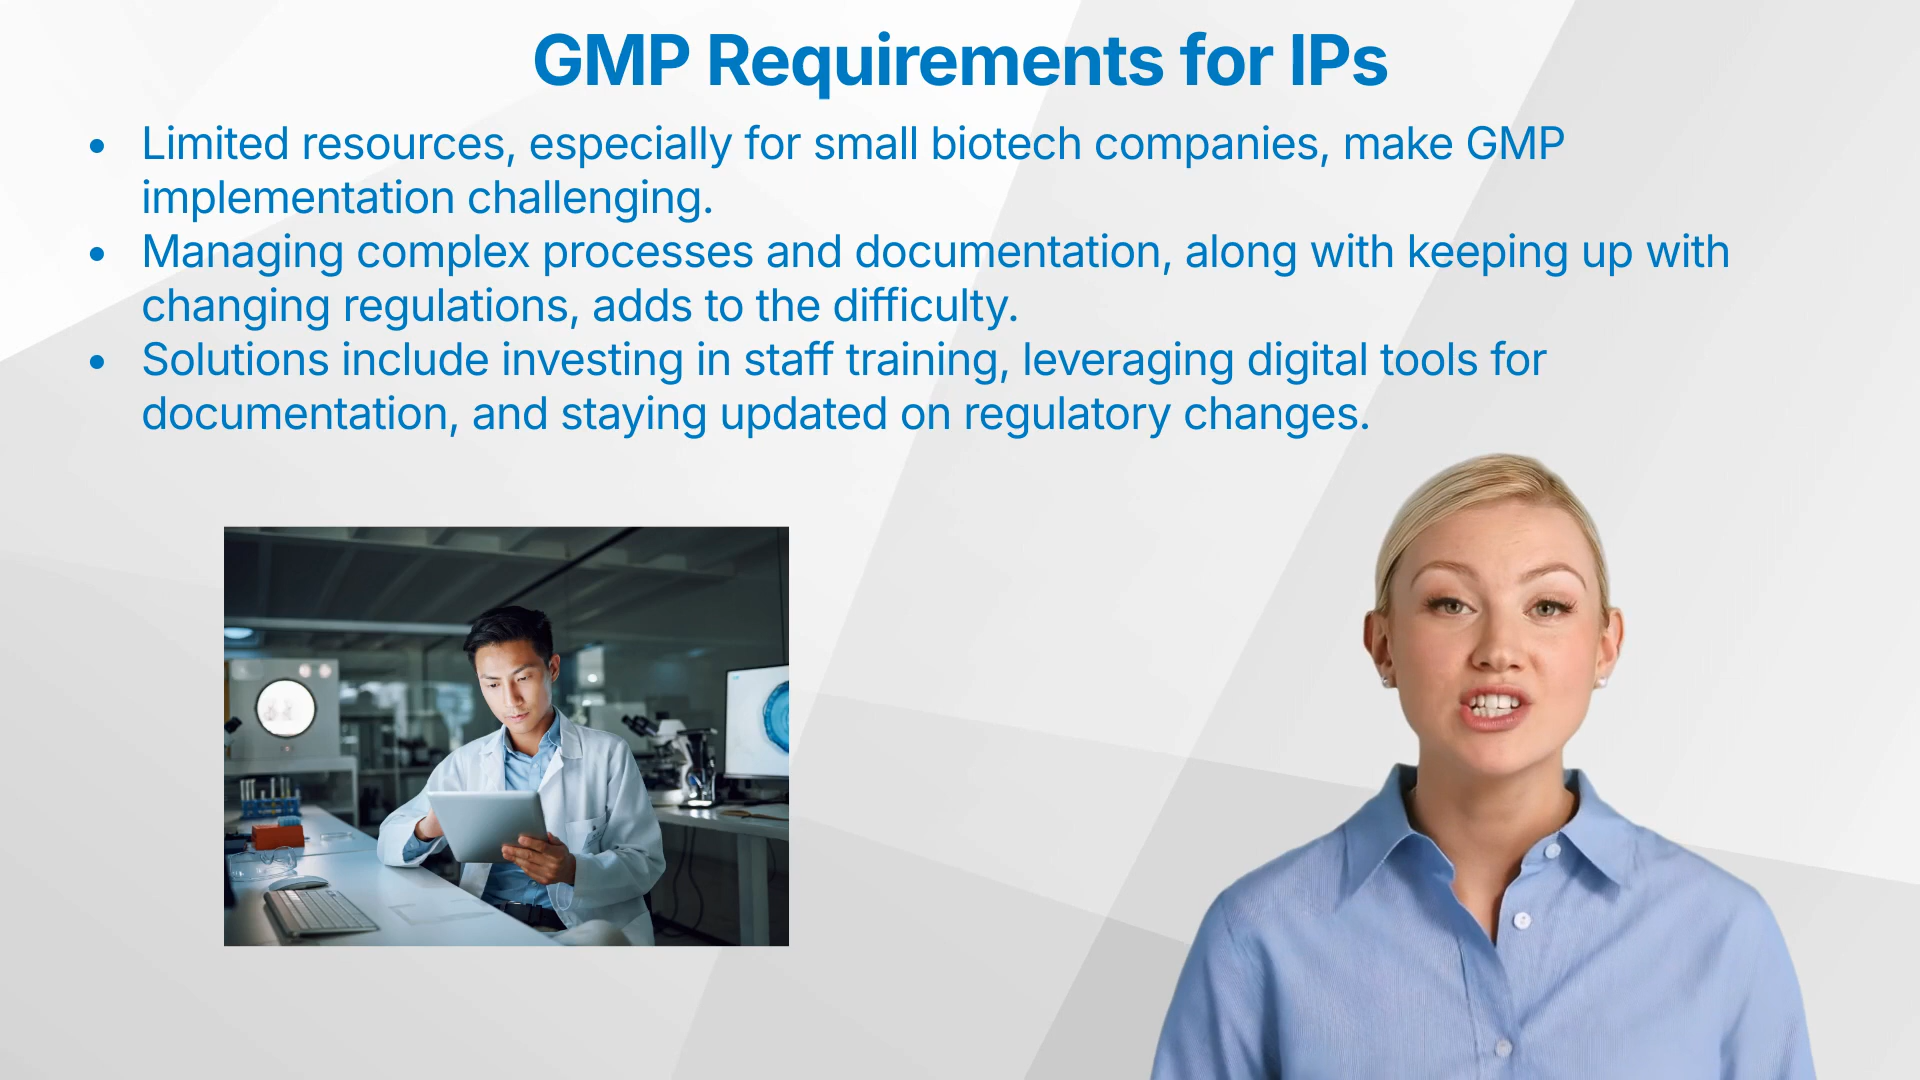 GMP Requirements for IPs
• Limited resources, especially for small biotech companies, make GMP
implementation challenging.
• Managing complex processes and documentation, along with keeping up with
changing regulations, adds to the difficulty.
• Solutions include investing in staff training, leveraging digital tools for
documentation, and staying updated on regulatory changes.